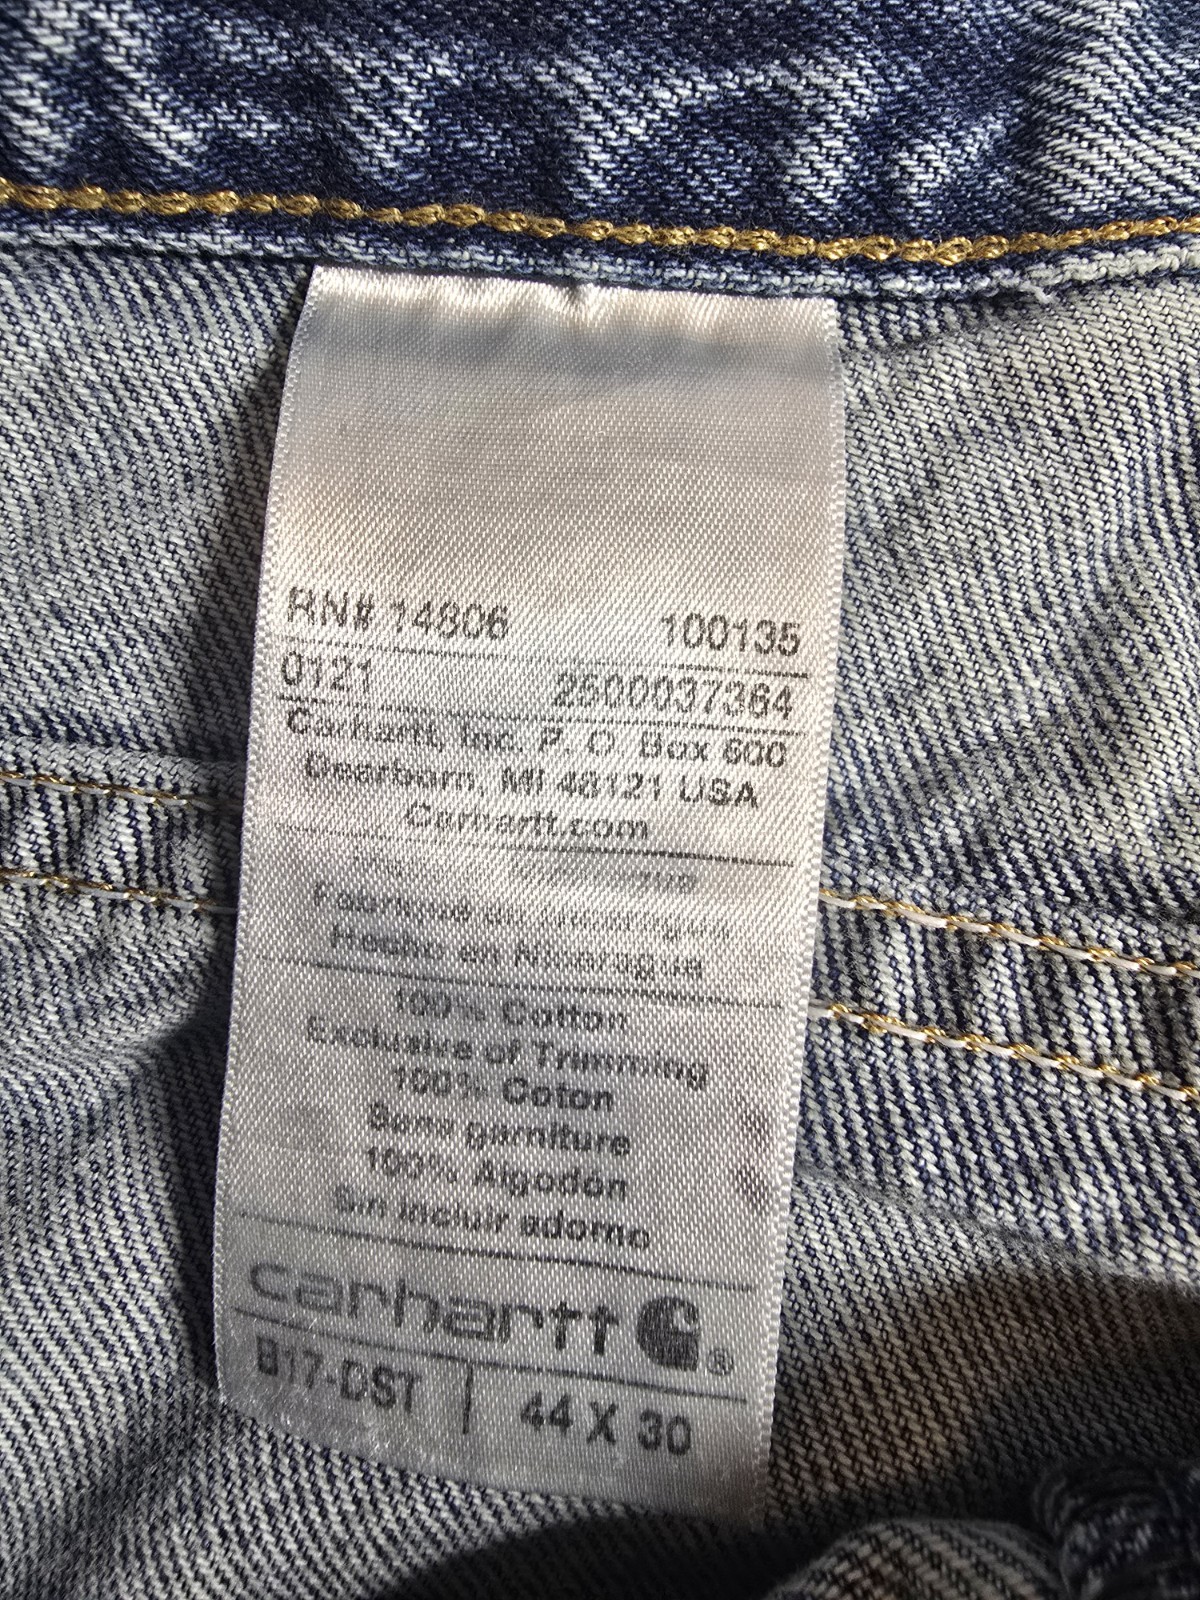 RN# 14806 100135
0121 2500037364
Carhartt, Inc. P. O. Box 600
Dearborn, MI 48121 USA
Carhartt.com
Hecho en Nicaragua
100% Cotton
Exclusive of Trimming
100% Coton
Sans garniture
100% Algodón
Sin incluir adorno
carhartt ®
B17-DST | 44 X 30